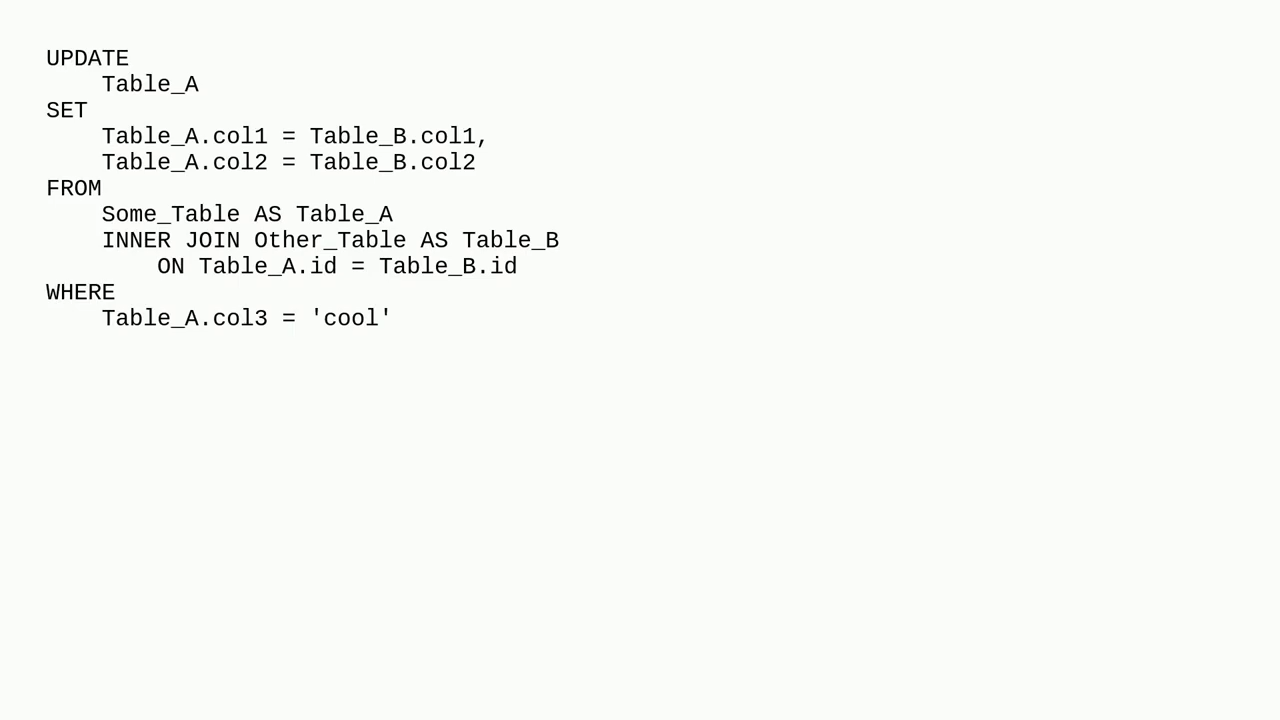 UPDATE
    Table_A
SET
    Table_A.col1 = Table_B.col1,
    Table_A.col2 = Table_B.col2
FROM
    Some_Table AS Table_A
    INNER JOIN Other_Table AS Table_B
        ON Table_A.id = Table_B.id
WHERE
    Table_A.col3 = 'cool'